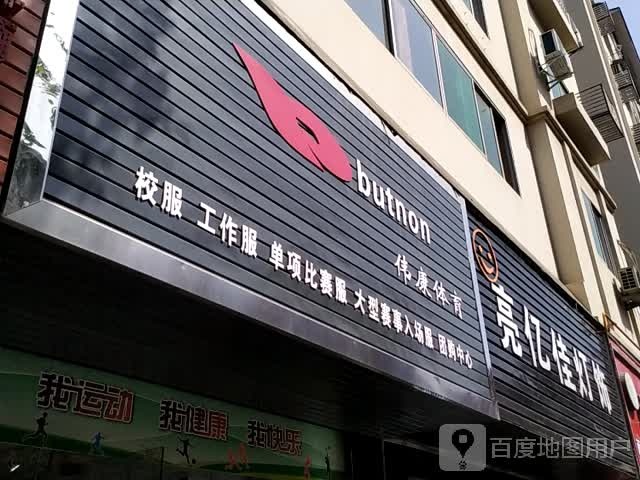 butnon
伟康体育
校服 工作服 单项比赛服 大型赛事入场服 团购中心
亮亿佳灯饰
我运动 我健康 我快乐
百度地图用户